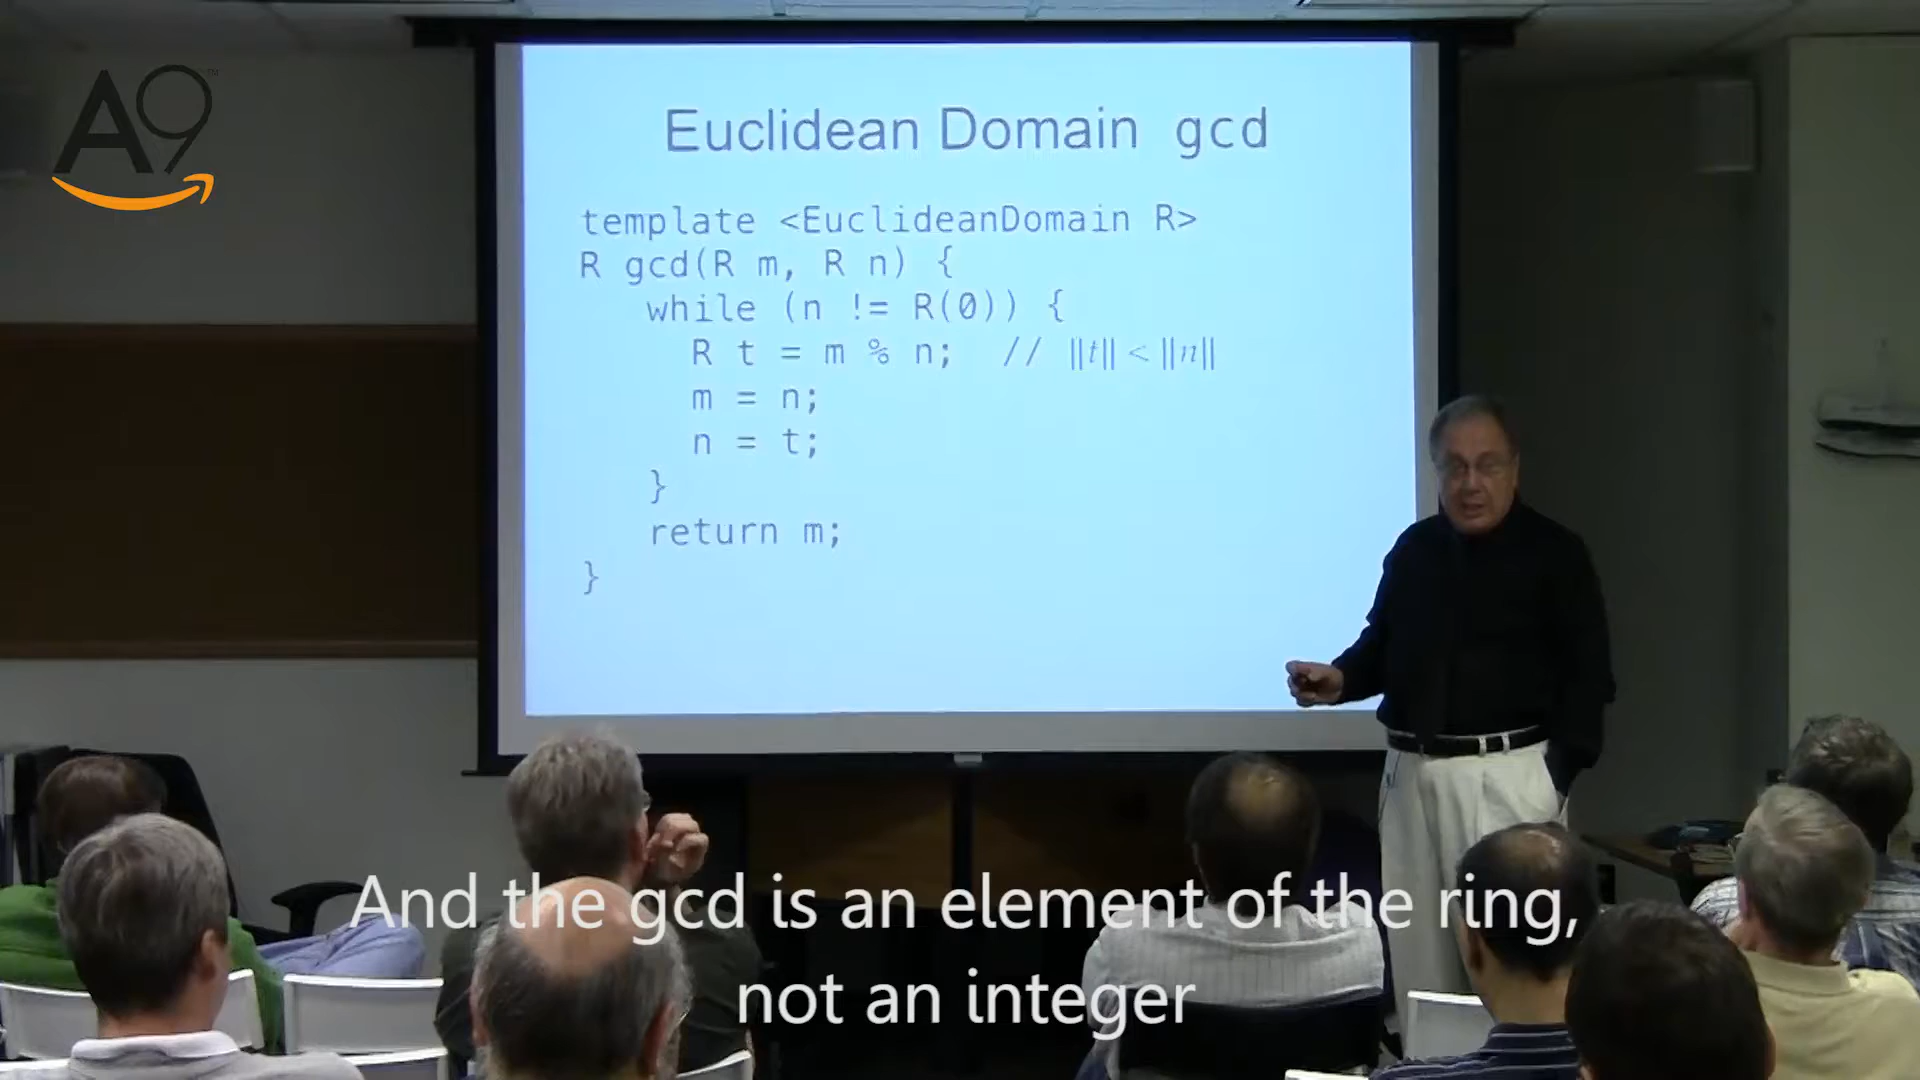 A9™
Euclidean Domain gcd
template <EuclideanDomain R>
R gcd(R m, R n) {
while (n != R(0)) {
R t = m % n; // ||t|| < ||n||
m = n;
n = t;
}
return m;
}
And the gcd is an element of the ring,
not an integer